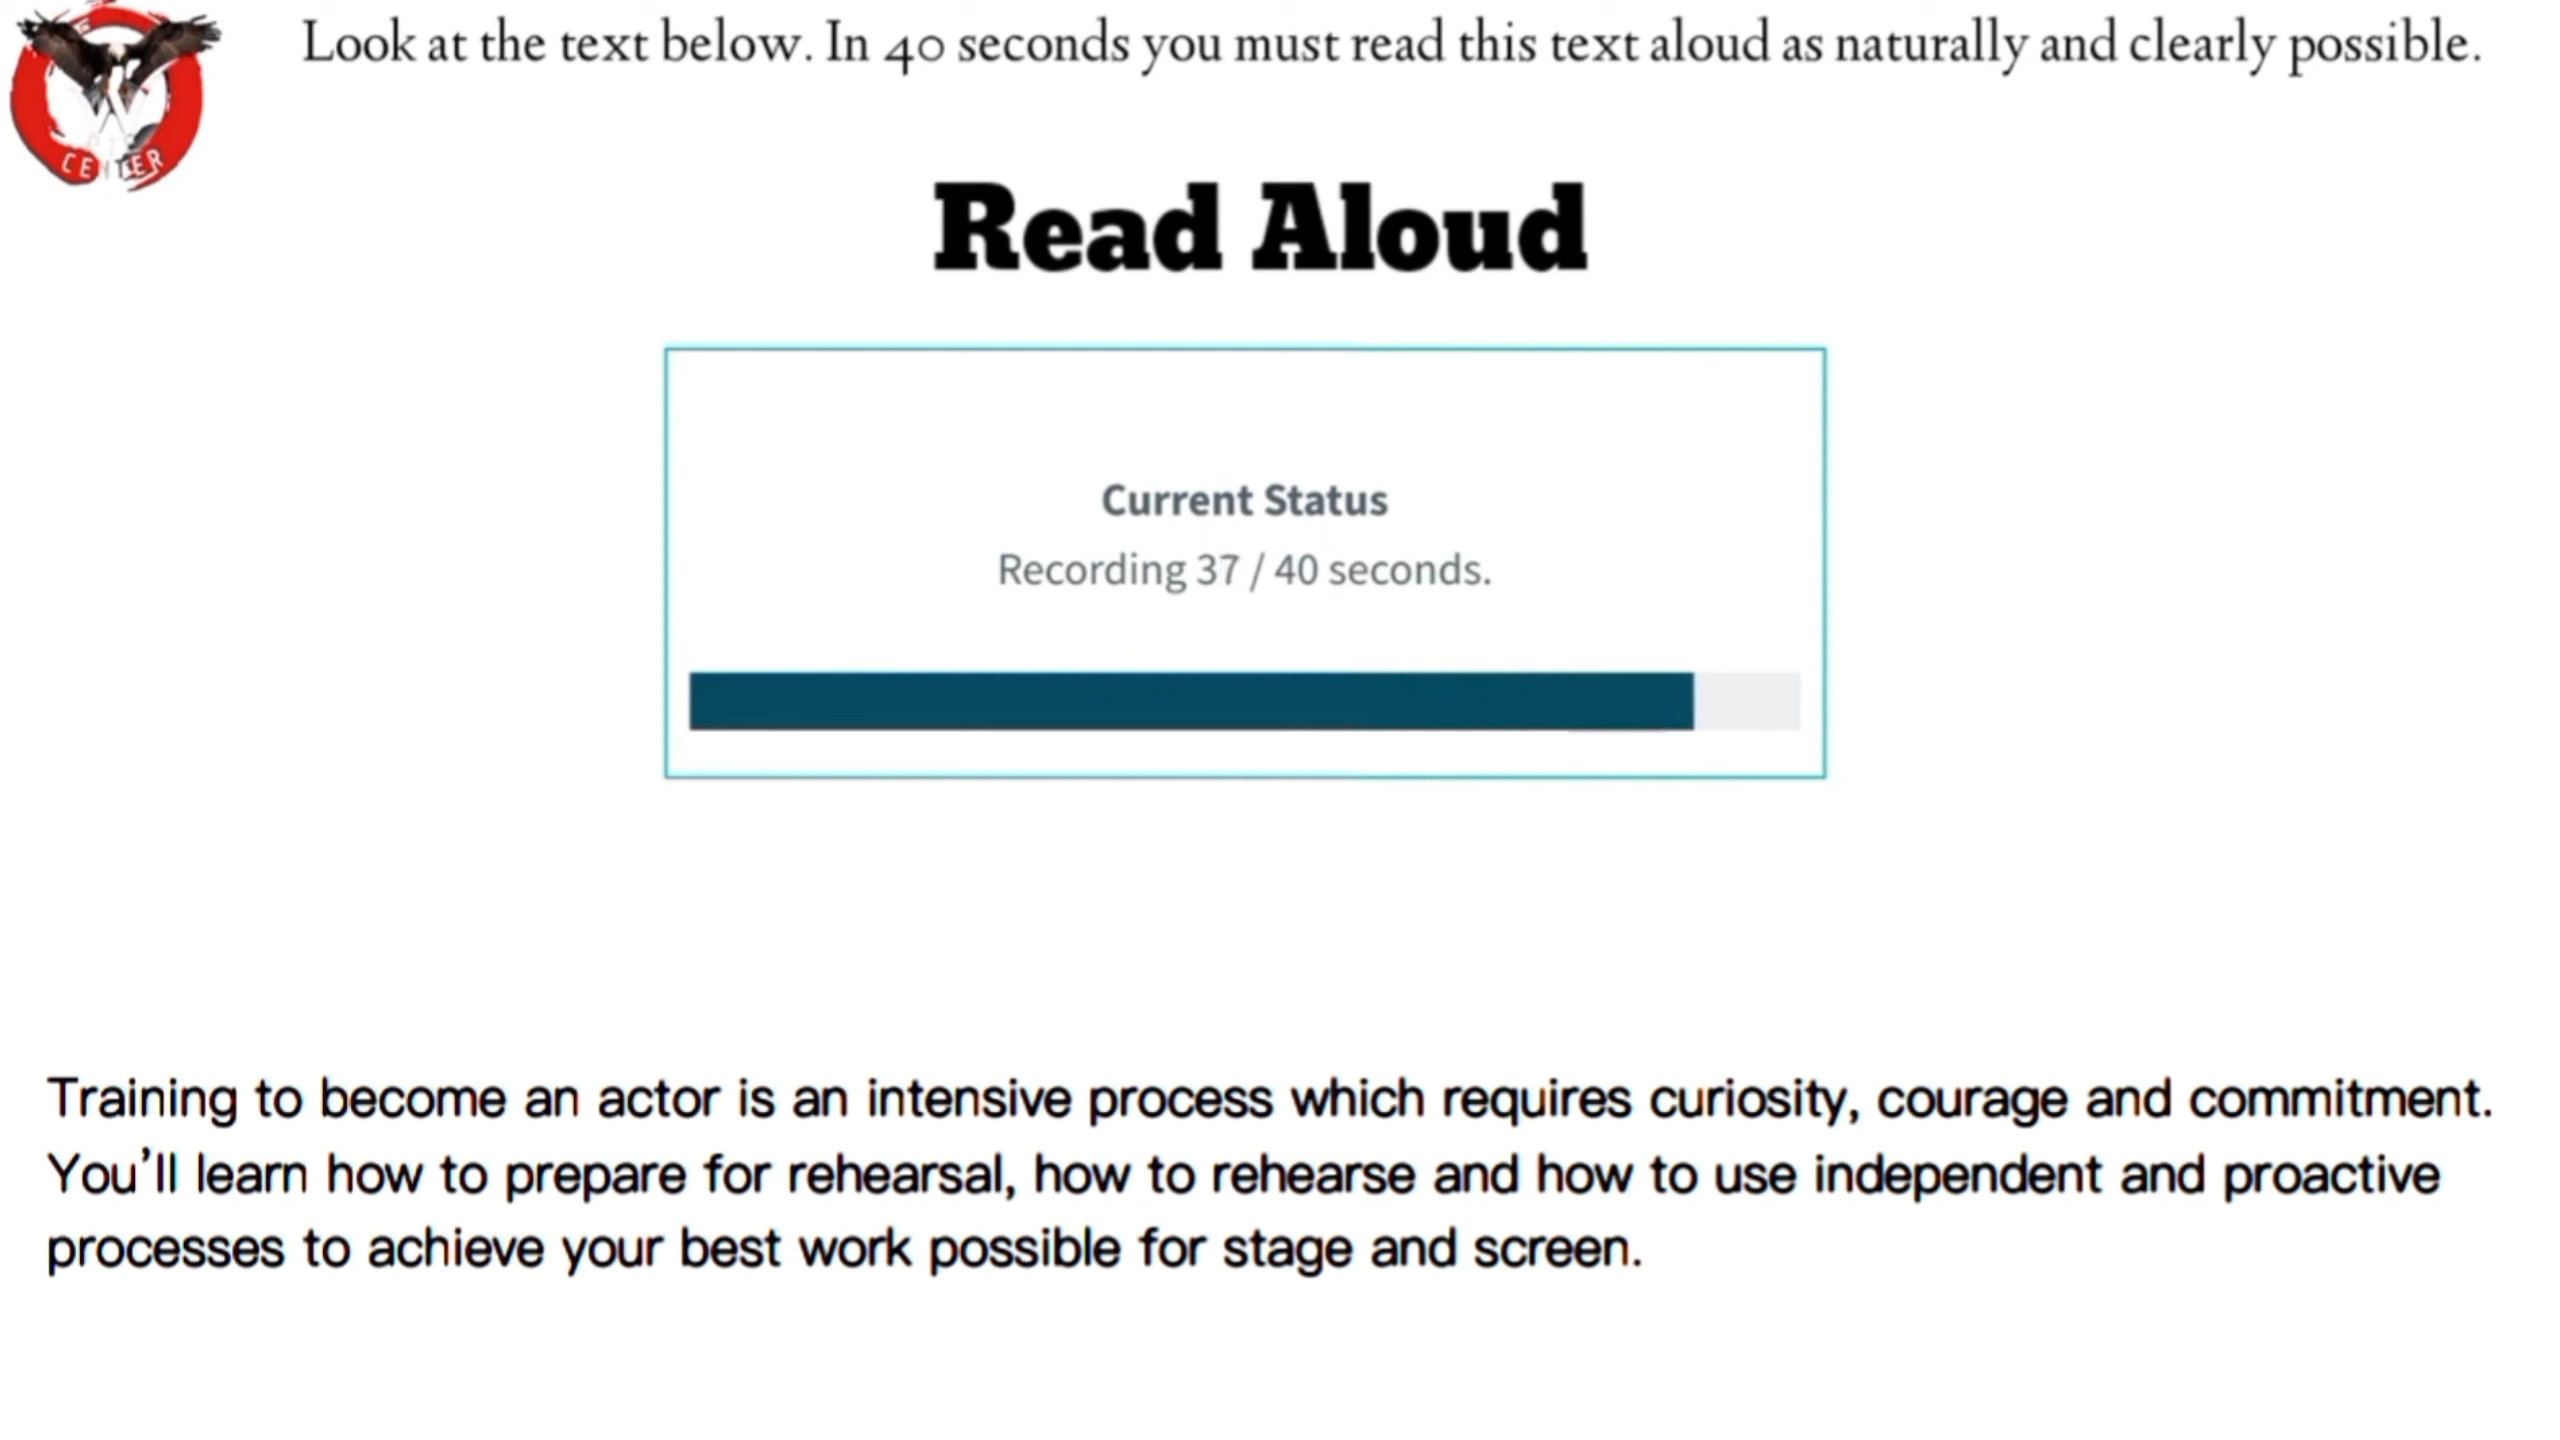 Look at the text below. In 40 seconds you must read this text aloud as naturally and clearly possible.
CENTER
Read Aloud
Current Status
Recording 37 / 40 seconds.
Training to become an actor is an intensive process which requires curiosity, courage and commitment.
You'll learn how to prepare for rehearsal, how to rehearse and how to use independent and proactive
processes to achieve your best work possible for stage and screen.